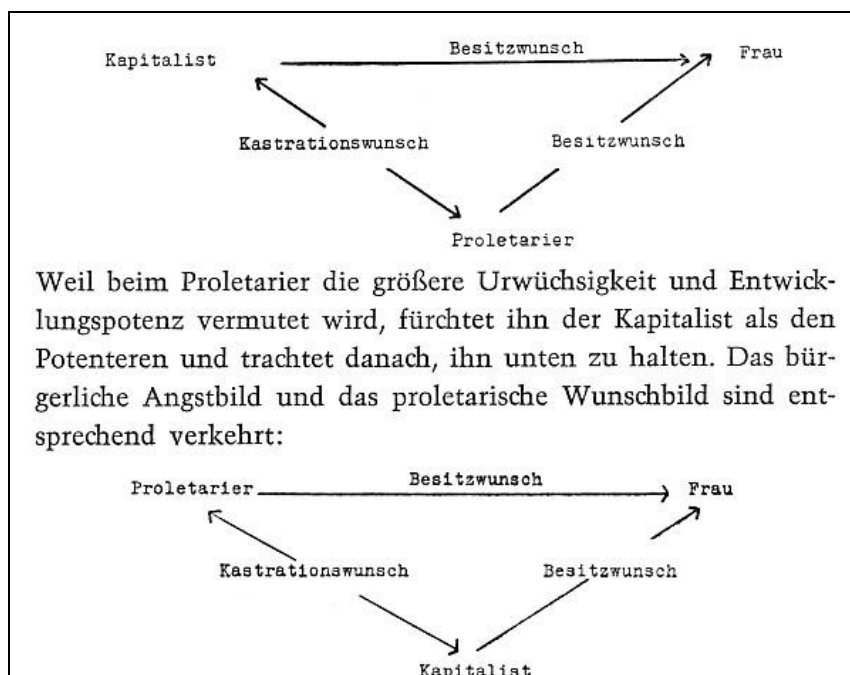 Besitzwunsch
Kapitalist Frau
Kastrationswunsch Besitzwunsch
Proletarier
Weil beim Proletarier die größere Urwüchsigkeit und Entwick-
lungspotenz vermutet wird, fürchtet ihn der Kapitalist als den
Potenteren und trachtet danach, ihn unten zu halten. Das bür-
gerliche Angstbild und das proletarische Wunschbild sind ent-
sprechend verkehrt:
Besitzwunsch
Proletarier Frau
Kastrationswunsch Besitzwunsch
Kapitalist